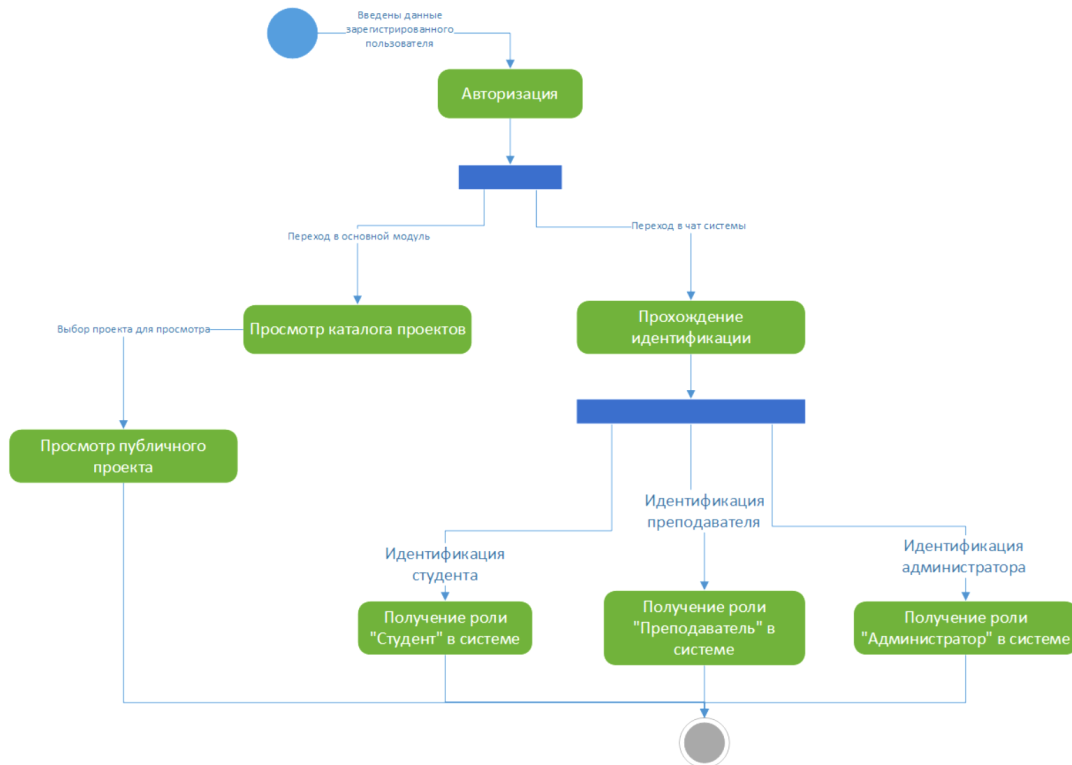 Введены данные
зарегистрированного
пользователя
Авторизация
Переход в основной модуль
Переход в чат системы
Просмотр каталога проектов
Прохождение
идентификации
Выбор проекта для просмотра
Просмотр публичного
проекта
Идентификация
преподавателя
Идентификация
студента
Идентификация
администратора
Получение роли
"Студент" в системе
Получение роли
"Преподаватель" в
системе
Получение роли
"Администратор" в системе